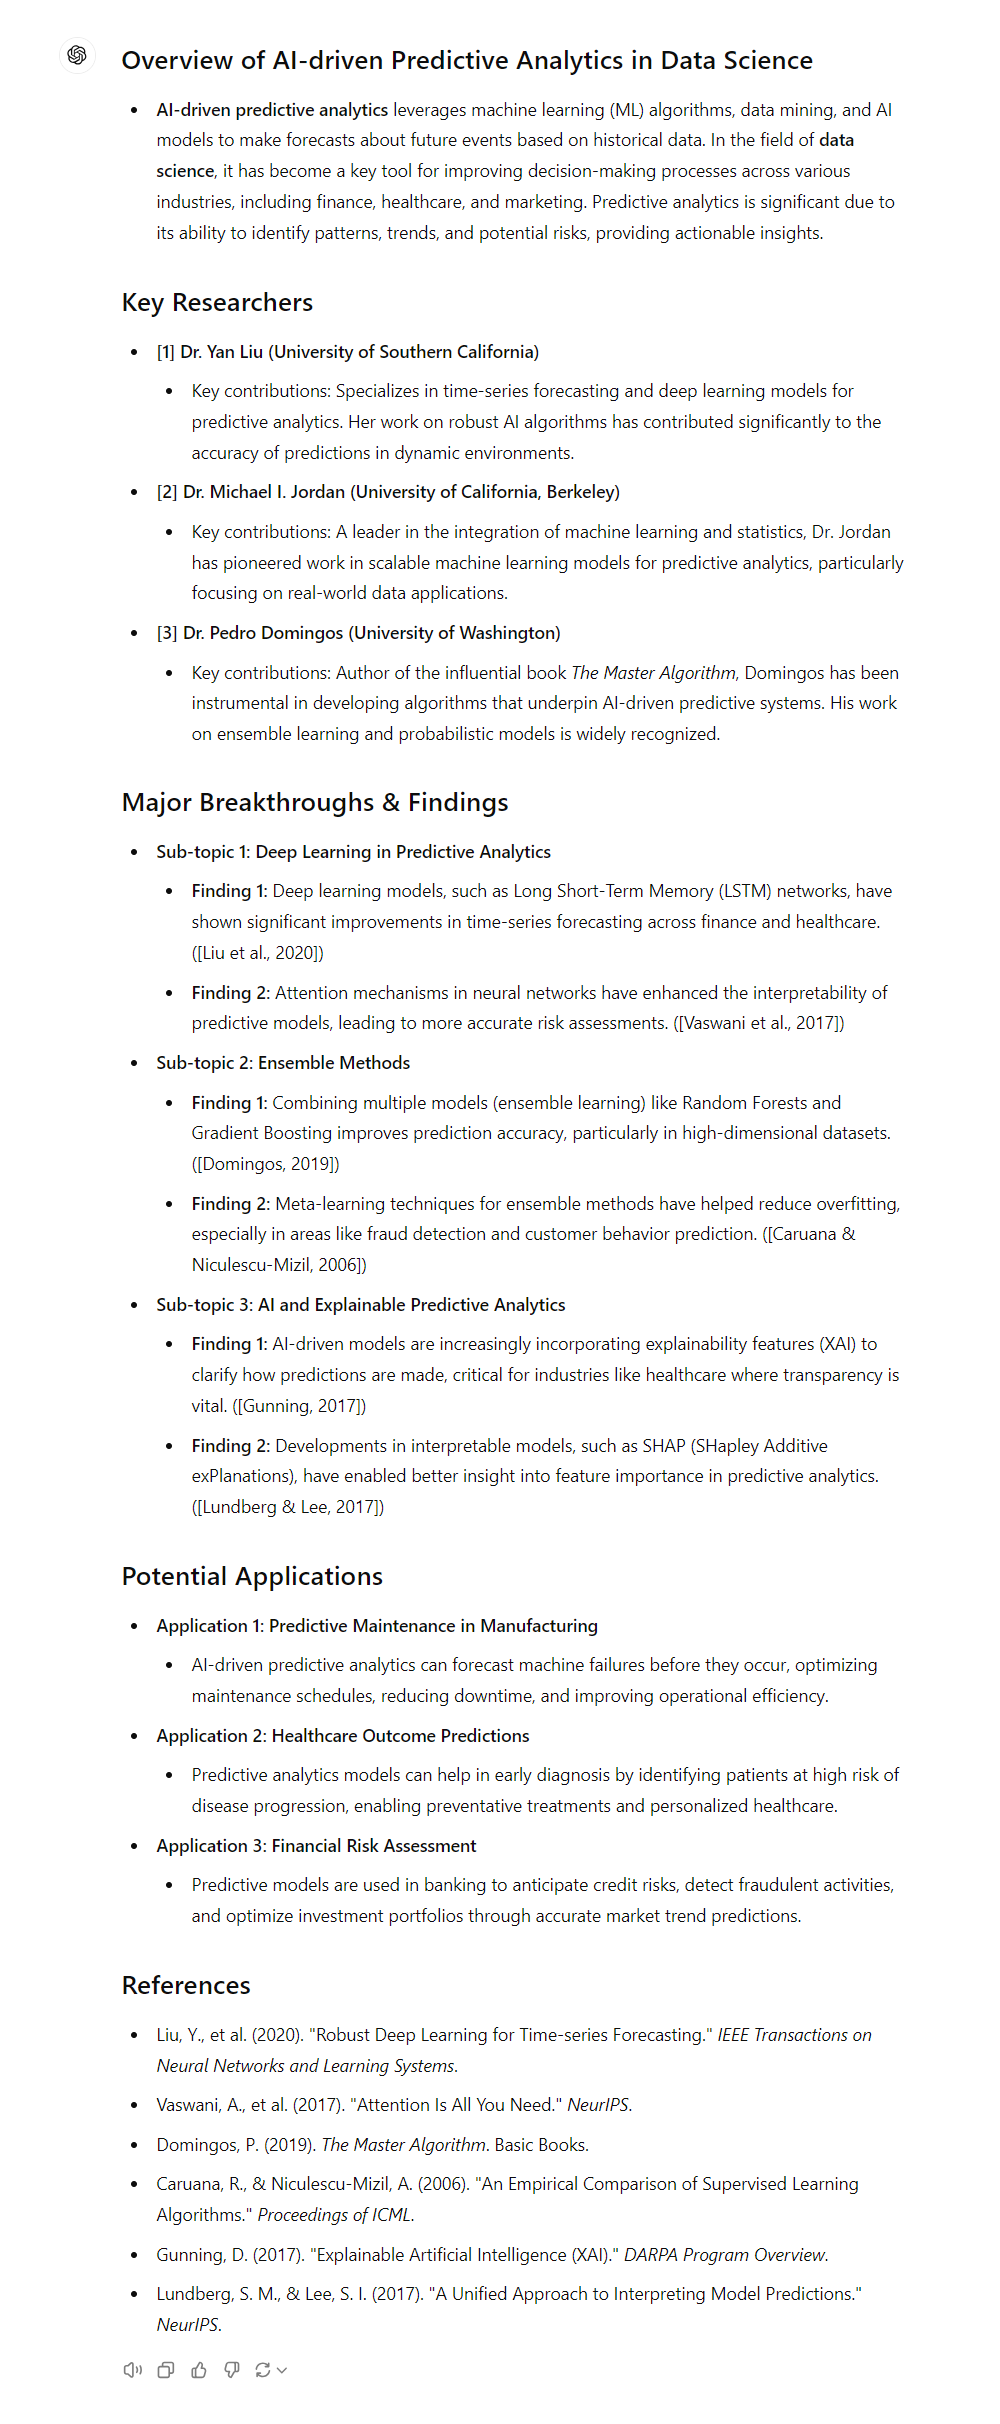 Overview of AI-driven Predictive Analytics in Data Science
AI-driven predictive analytics leverages machine learning (ML) algorithms, data mining, and AI
models to make forecasts about future events based on historical data. In the field of data
science, it has become a key tool for improving decision-making processes across various
industries, including finance, healthcare, and marketing. Predictive analytics is significant due to
its ability to identify patterns, trends, and potential risks, providing actionable insights.
Key Researchers
[1] Dr. Yan Liu (University of Southern California)
Key contributions: Specializes in time-series forecasting and deep learning models for
predictive analytics. Her work on robust AI algorithms has contributed significantly to the
accuracy of predictions in dynamic environments.
[2] Dr. Michael I. Jordan (University of California, Berkeley)
Key contributions: A leader in the integration of machine learning and statistics, Dr. Jordan
has pioneered work in scalable machine learning models for predictive analytics, particularly
focusing on real-world data applications.
[3] Dr. Pedro Domingos (University of Washington)
Key contributions: Author of the influential book The Master Algorithm, Domingos has been
instrumental in developing algorithms that underpin AI-driven predictive systems. His work
on ensemble learning and probabilistic models is widely recognized.
Major Breakthroughs & Findings
Sub-topic 1: Deep Learning in Predictive Analytics
Finding 1: Deep learning models, such as Long Short-Term Memory (LSTM) networks, have
shown significant improvements in time-series forecasting across finance and healthcare.
([Liu et al., 2020])
Finding 2: Attention mechanisms in neural networks have enhanced the interpretability of
predictive models, leading to more accurate risk assessments. ([Vaswani et al., 2017])
Sub-topic 2: Ensemble Methods
Finding 1: Combining multiple models (ensemble learning) like Random Forests and
Gradient Boosting improves prediction accuracy, particularly in high-dimensional datasets.
([Domingos, 2019])
Finding 2: Meta-learning techniques for ensemble methods have helped reduce overfitting,
especially in areas like fraud detection and customer behavior prediction. ([Caruana &
Niculescu-Mizil, 2006])
Sub-topic 3: AI and Explainable Predictive Analytics
Finding 1: AI-driven models are increasingly incorporating explainability features (XAI) to
clarify how predictions are made, critical for industries like healthcare where transparency is
vital. ([Gunning, 2017])
Finding 2: Developments in interpretable models, such as SHAP (SHapley Additive
exPlanations), have enabled better insight into feature importance in predictive analytics.
([Lundberg & Lee, 2017])
Potential Applications
Application 1: Predictive Maintenance in Manufacturing
AI-driven predictive analytics can forecast machine failures before they occur, optimizing
maintenance schedules, reducing downtime, and improving operational efficiency.
Application 2: Healthcare Outcome Predictions
Predictive analytics models can help in early diagnosis by identifying patients at high risk of
disease progression, enabling preventative treatments and personalized healthcare.
Application 3: Financial Risk Assessment
Predictive models are used in banking to anticipate credit risks, detect fraudulent activities,
and optimize investment portfolios through accurate market trend predictions.
References
Liu, Y., et al. (2020). "Robust Deep Learning for Time-series Forecasting." IEEE Transactions on
Neural Networks and Learning Systems.
Vaswani, A., et al. (2017). "Attention Is All You Need." NeurIPS.
Domingos, P. (2019). The Master Algorithm. Basic Books.
Caruana, R., & Niculescu-Mizil, A. (2006). "An Empirical Comparison of Supervised Learning
Algorithms." Proceedings of ICML.
Gunning, D. (2017). "Explainable Artificial Intelligence (XAI)." DARPA Program Overview.
Lundberg, S. M., & Lee, S. I. (2017). "A Unified Approach to Interpreting Model Predictions."
NeurIPS.